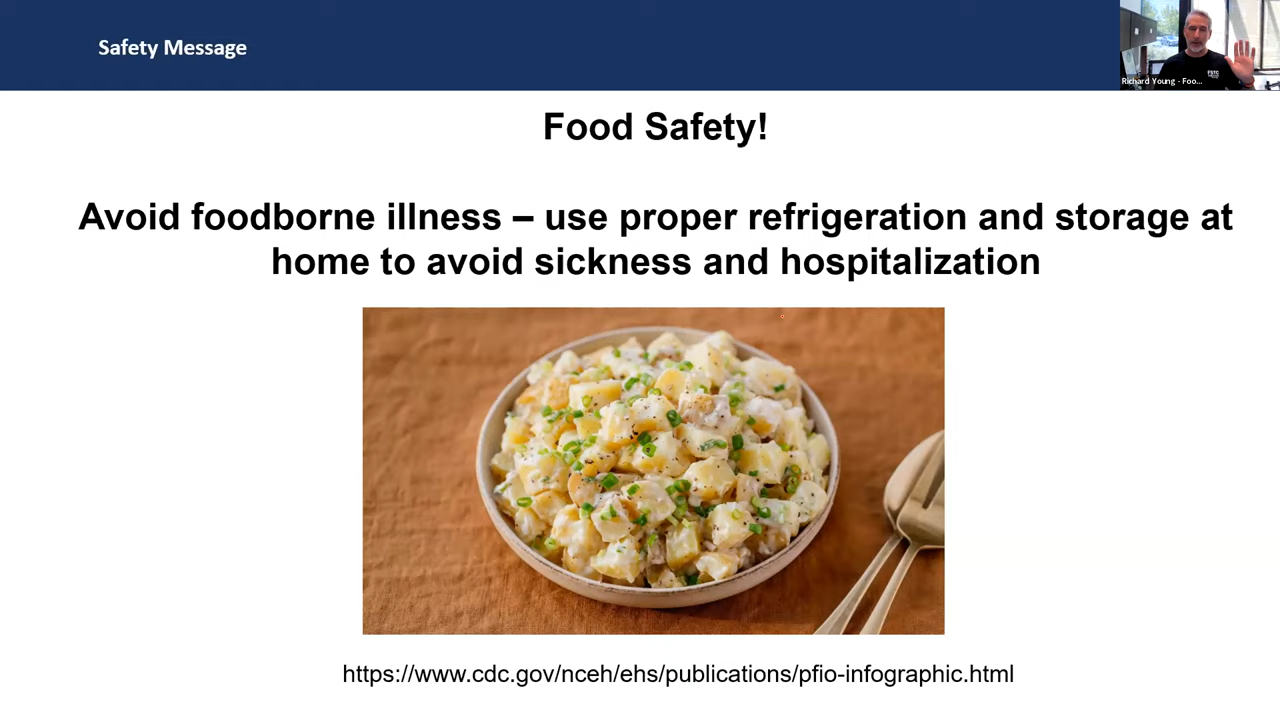 Safety Message
Richard Young - Foo...
Food Safety!
Avoid foodborne illness – use proper refrigeration and storage at
home to avoid sickness and hospitalization
https://www.cdc.gov/nceh/ehs/publications/pfio-infographic.html